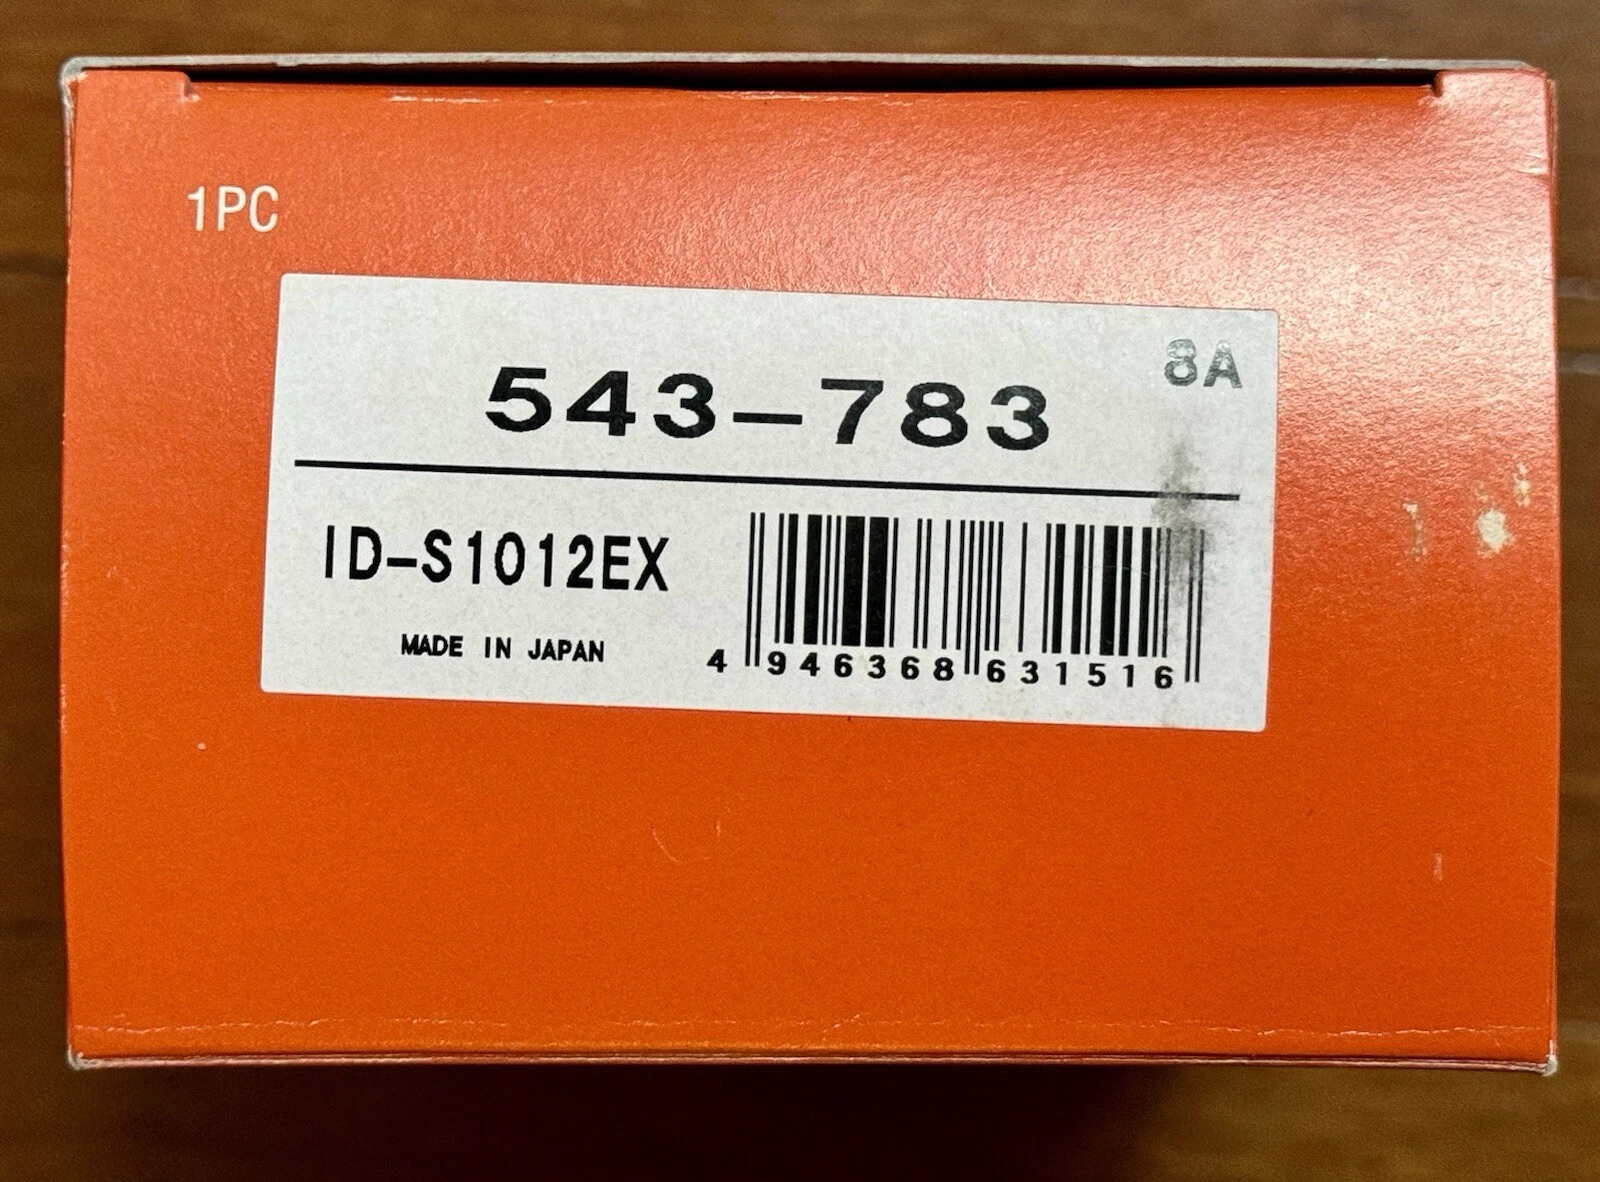 1PC
8A
543-783
ID-S1012EX
MADE IN JAPAN
4 946368 631516